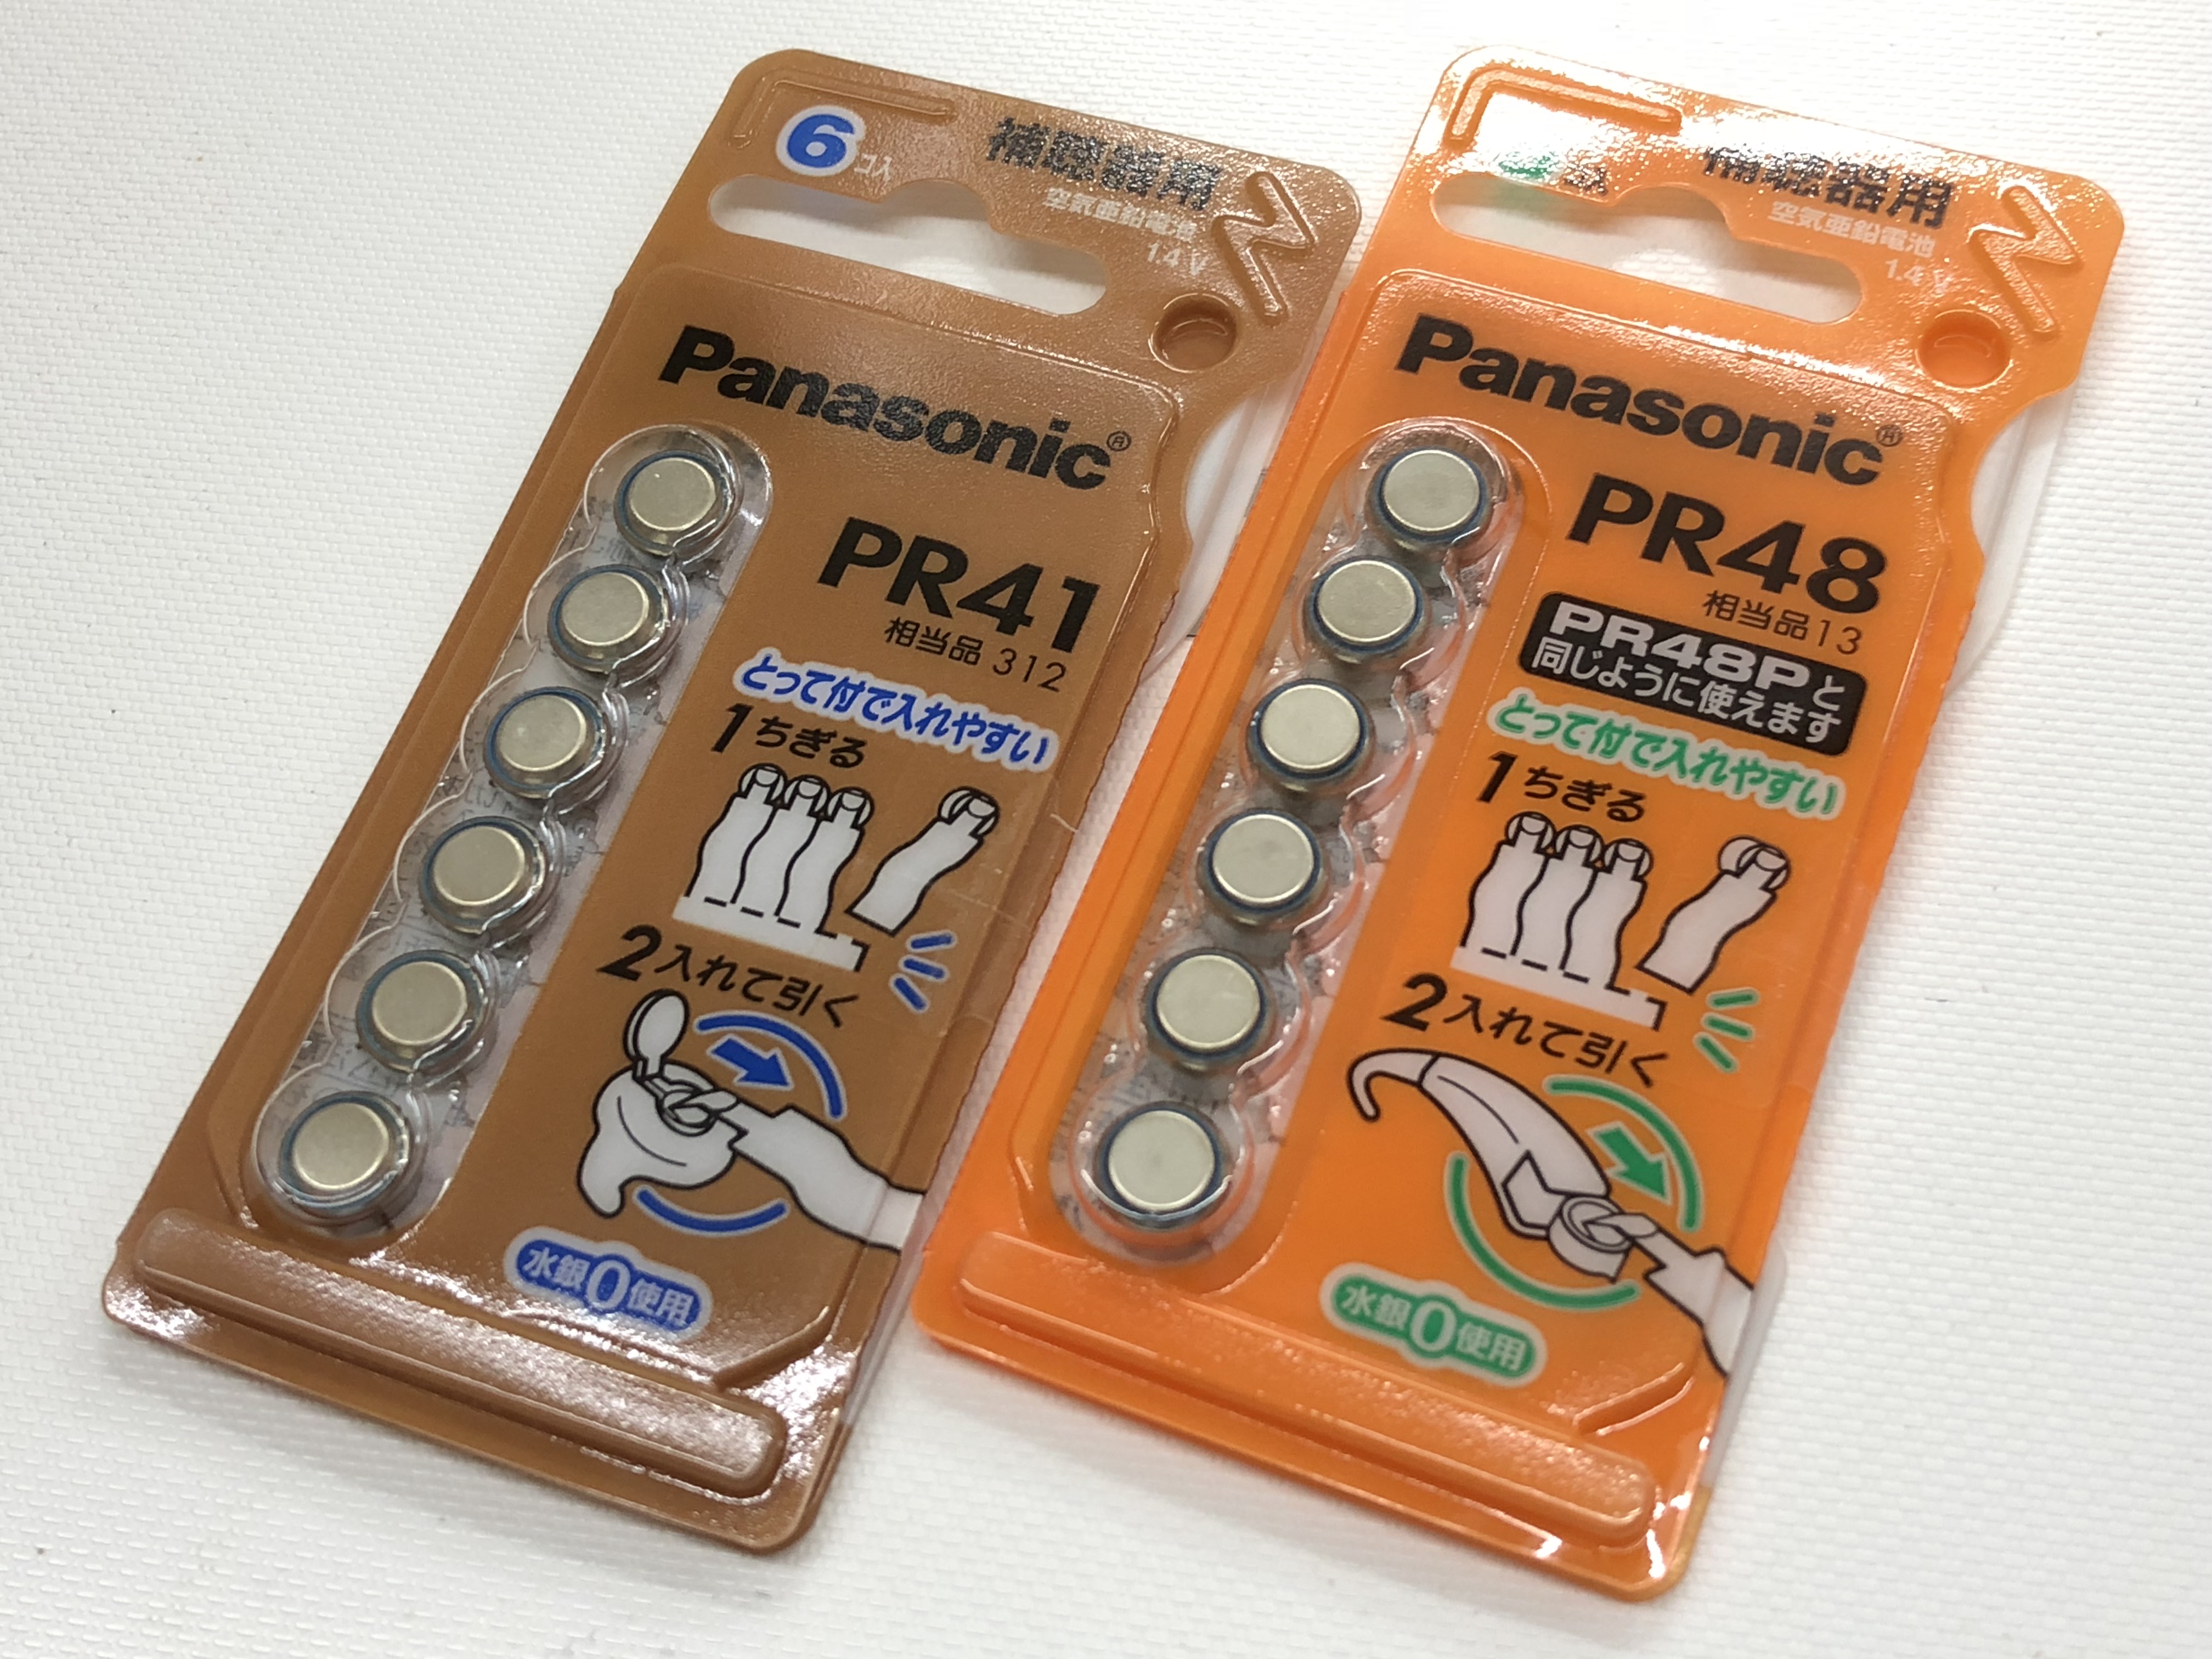 6コ入
補聴器用
空気亜鉛電池
1.4 V
Panasonic®
PR41
相当品 312
とって付で入れやすい
1 ちぎる
2 入れて引く
水銀0使用
補聴器用
空気亜鉛電池
1.4 V
Panasonic®
PR48
相当品 13
PR48Pと
同じように使えます
とって付で入れやすい
1 ちぎる
2 入れて引く
水銀0使用